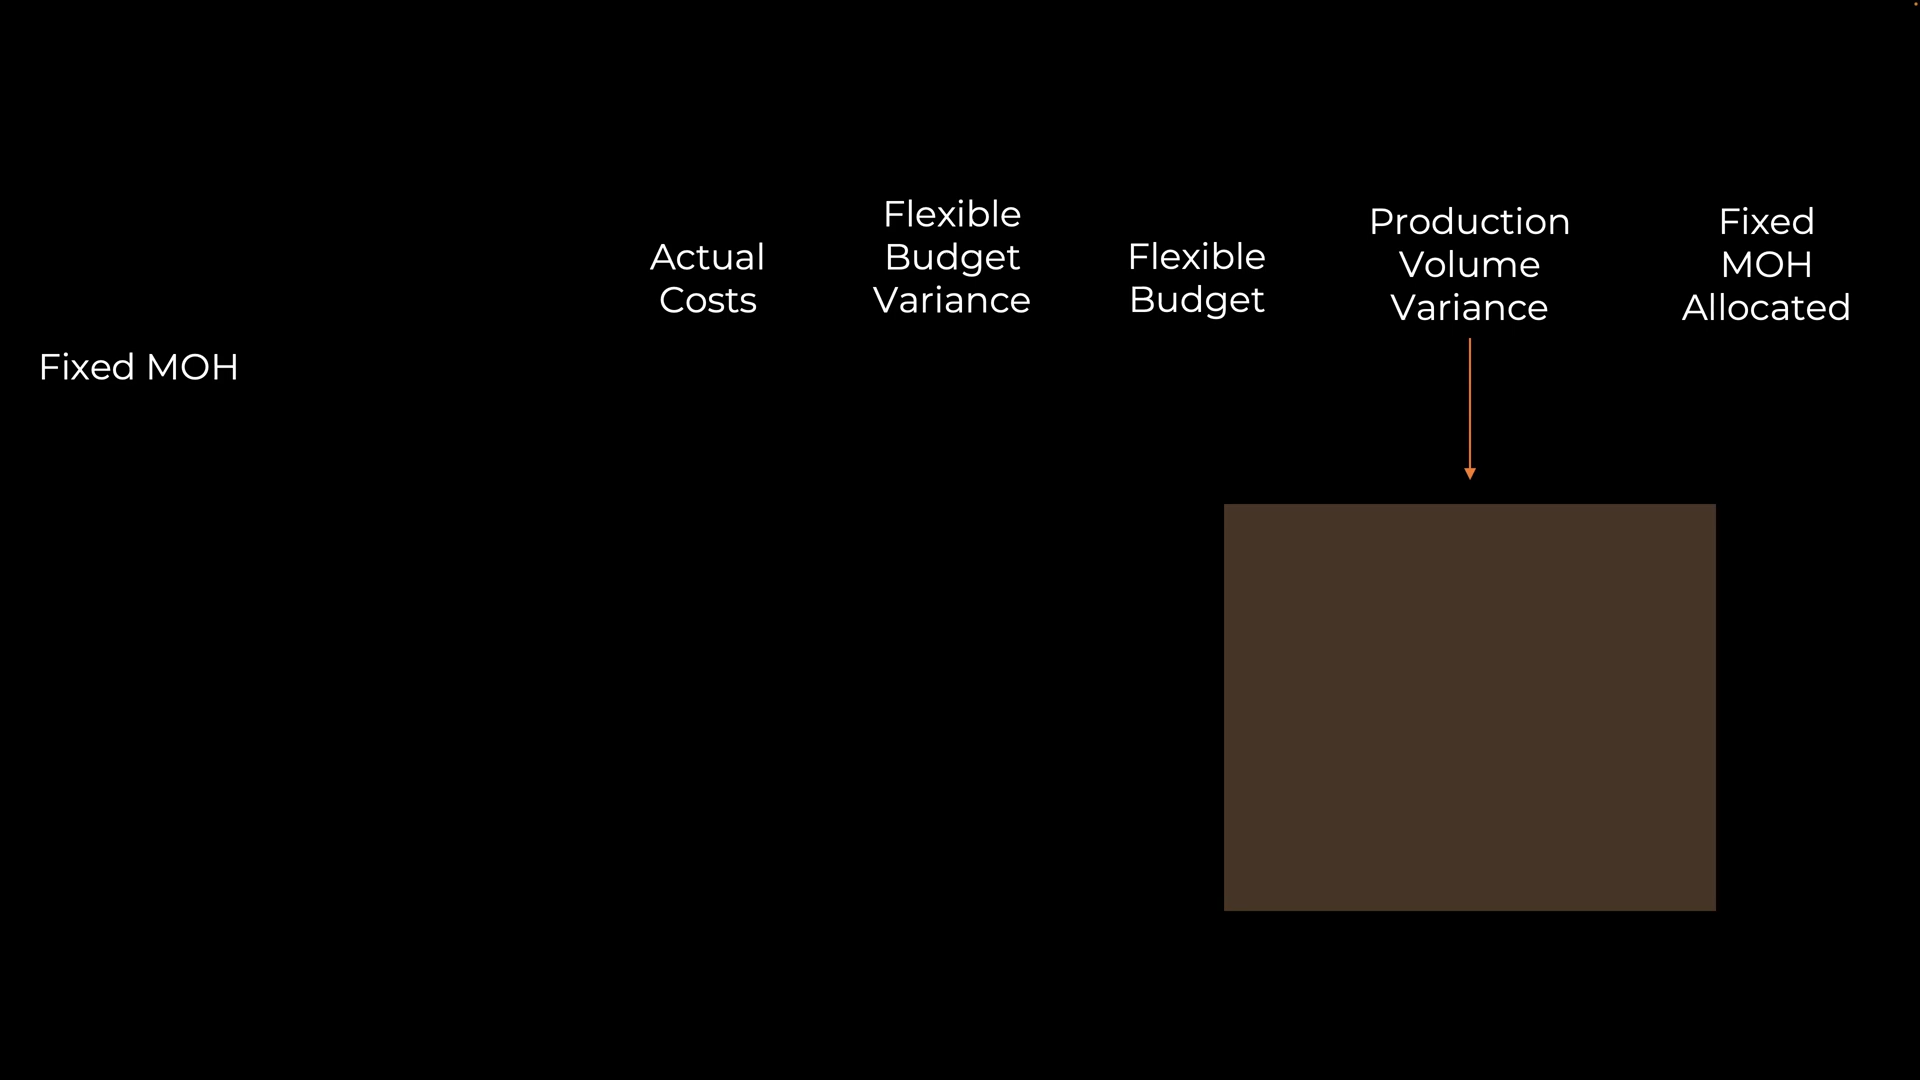 Actual
Costs
Flexible
Budget
Variance
Flexible
Budget
Production
Volume
Variance
Fixed
MOH
Allocated
Fixed MOH